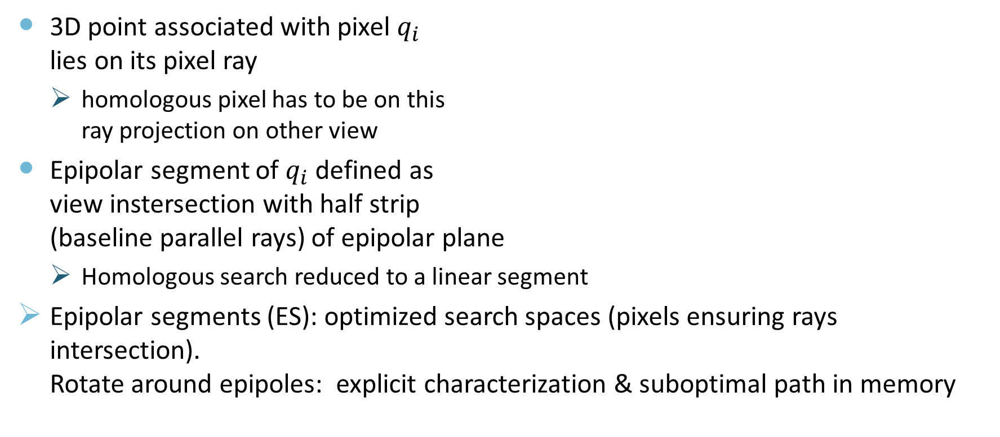 • 3D point associated with pixel qᵢ
lies on its pixel ray
➢ homologous pixel has to be on this
ray projection on other view
• Epipolar segment of qᵢ defined as
view instersection with half strip
(baseline parallel rays) of epipolar plane
➢ Homologous search reduced to a linear segment
➢ Epipolar segments (ES): optimized search spaces (pixels ensuring rays
intersection).
Rotate around epipoles:  explicit characterization & suboptimal path in memory